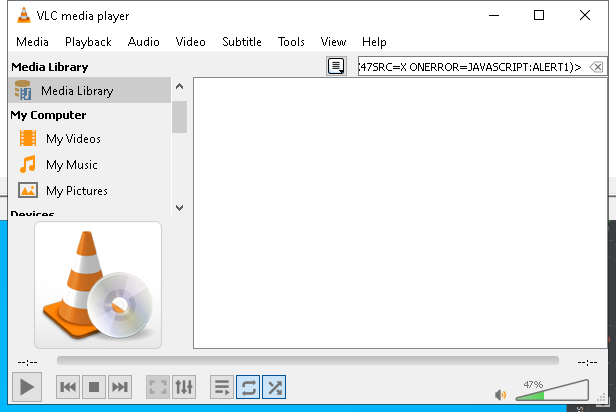 VLC media player
Media Playback Audio Video Subtitle Tools View Help
Media Library
47SRC=X ONERROR=JAVASCRIPT:ALERT1)>
Media Library
My Computer
My Videos
My Music
My Pictures
Devices
--:--
--:--
47%